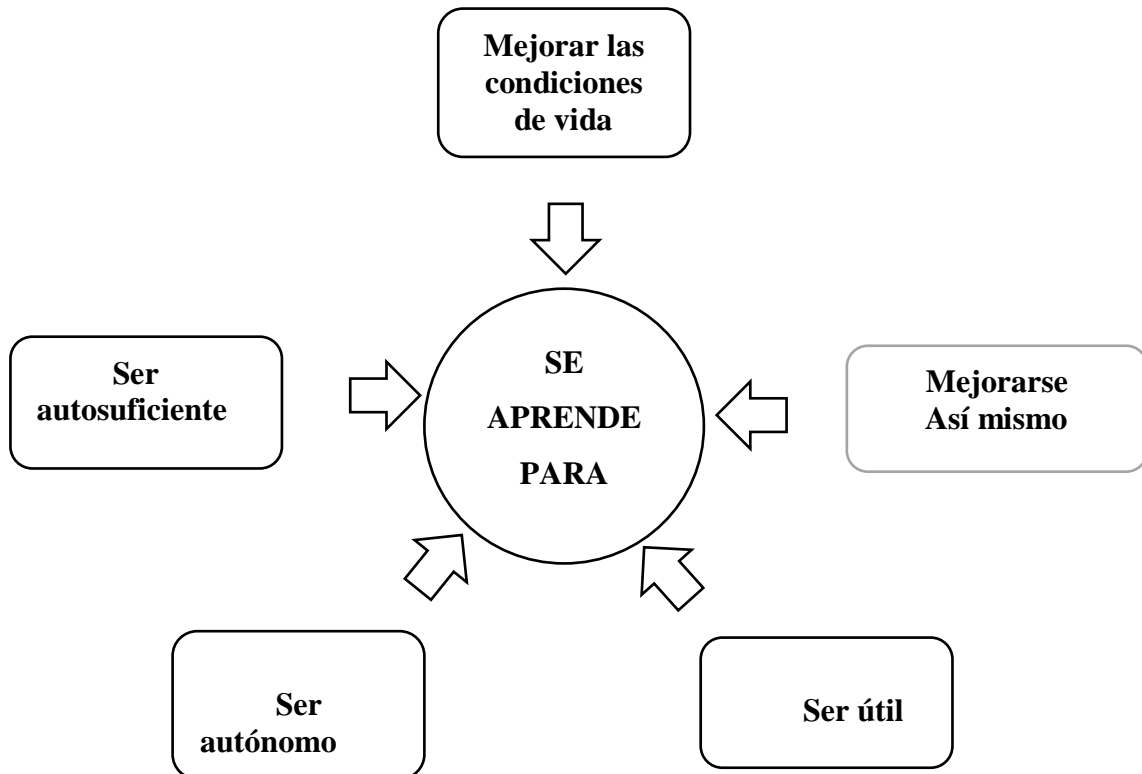 Mejorar las
condiciones
de vida
SE
APRENDE
PARA
Ser
autosuficiente
Mejorarse
Así mismo
Ser
autónomo
Ser útil